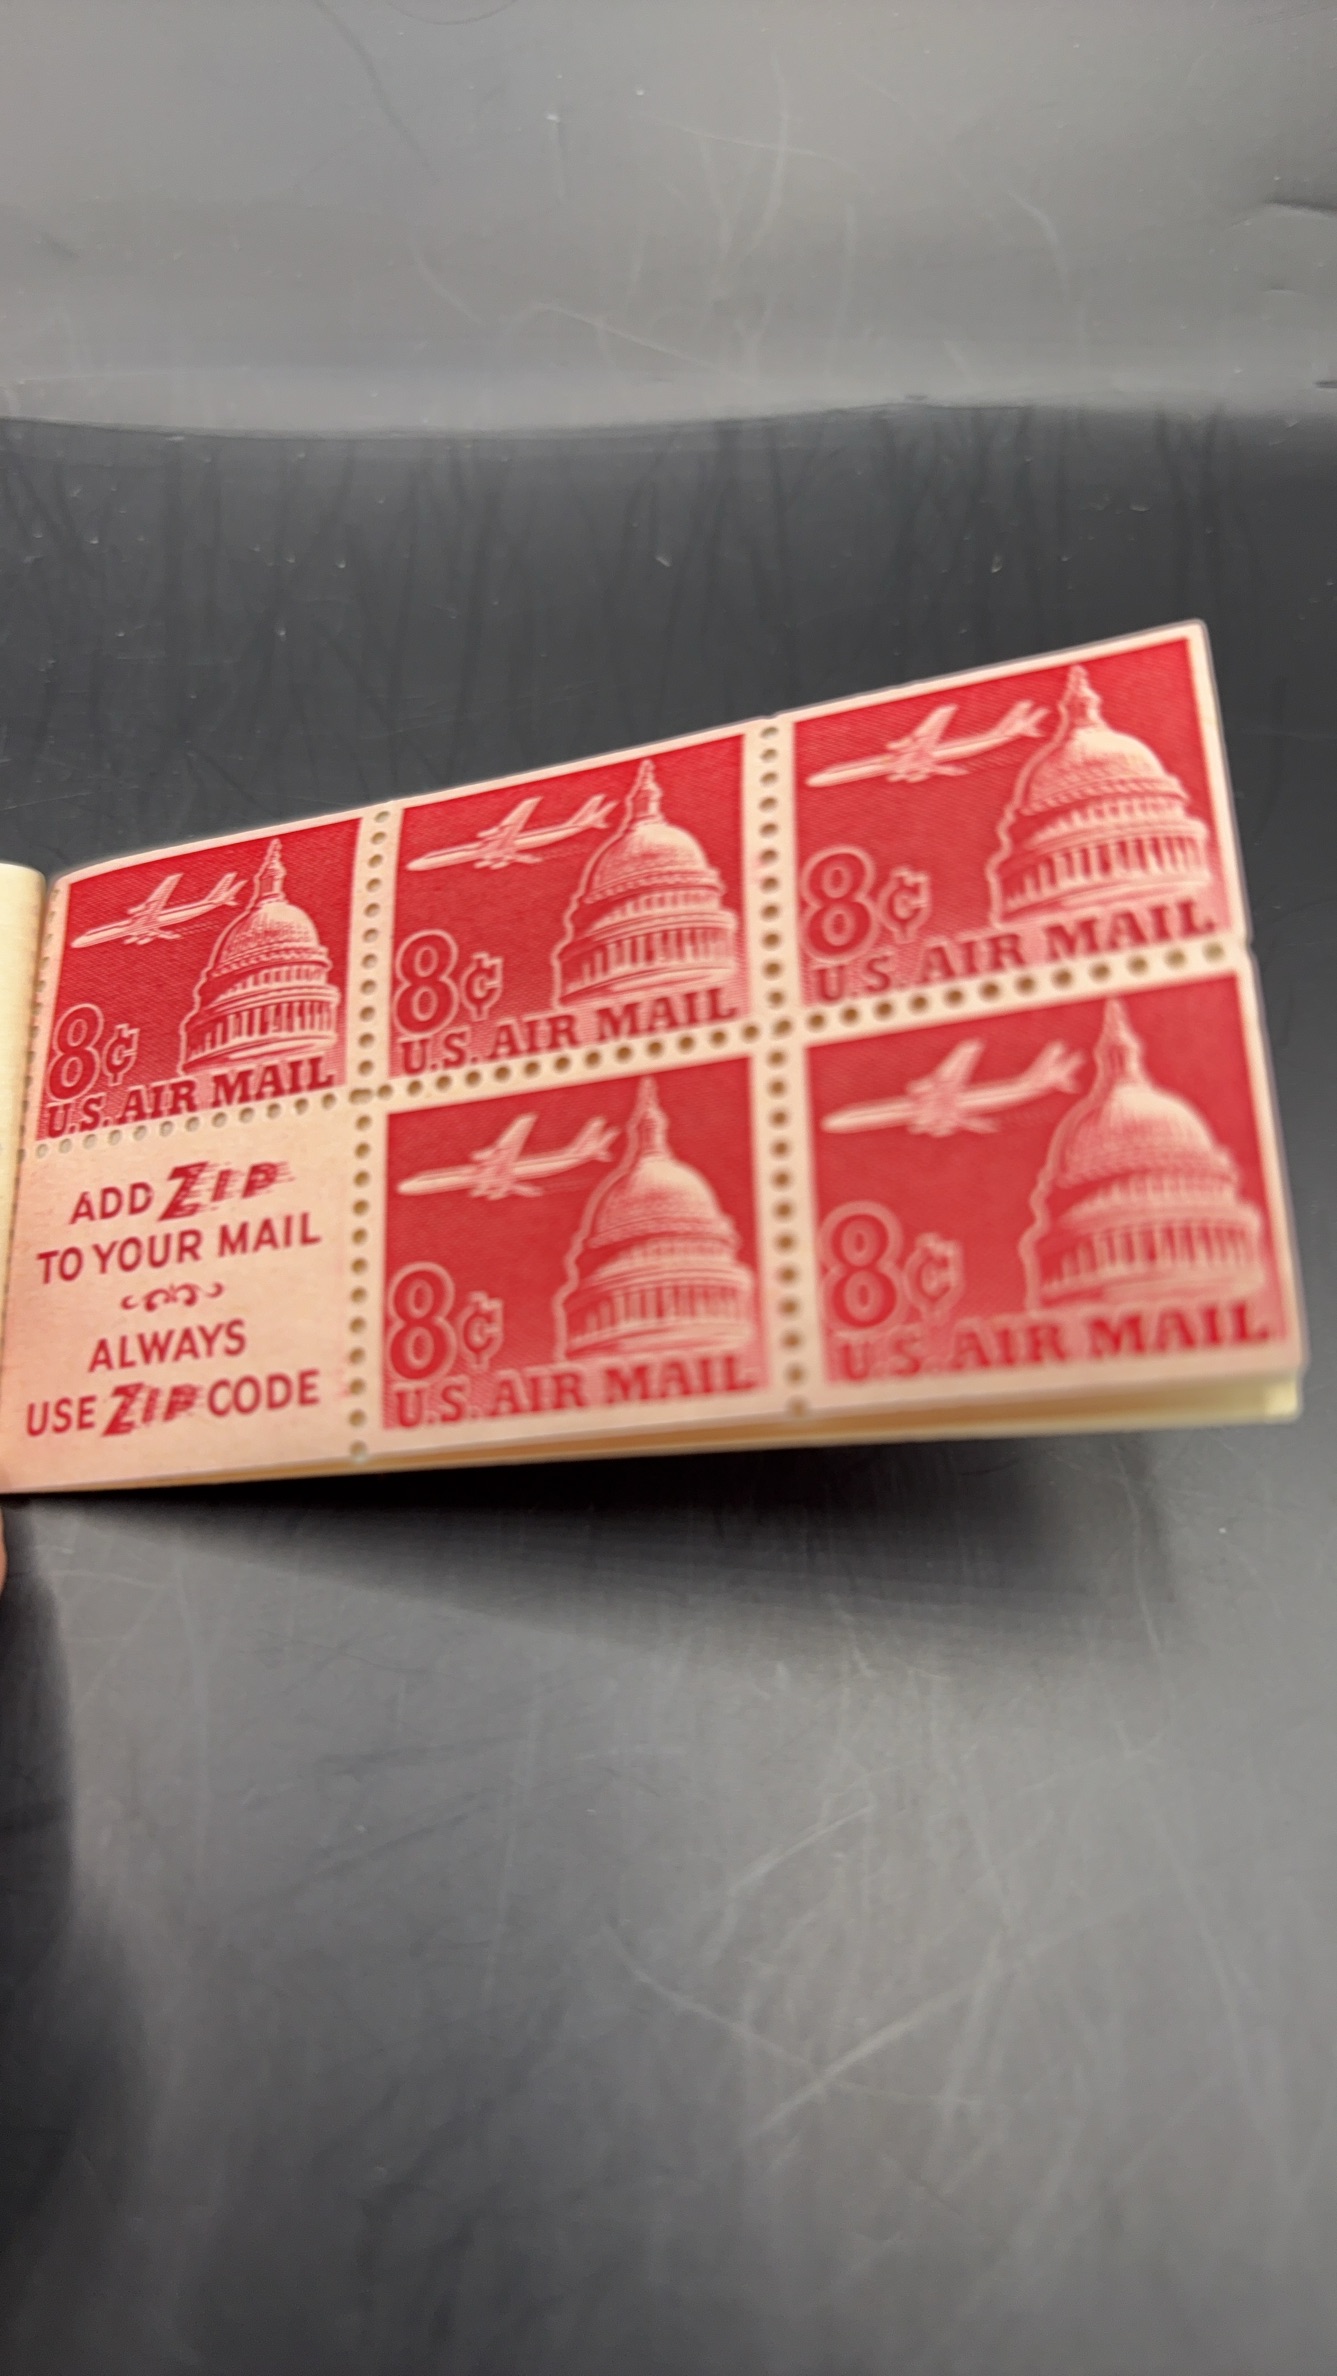 8¢
U.S. AIR MAIL
8¢
U.S. AIR MAIL
8¢
U.S. AIR MAIL
ADD ZIP
TO YOUR MAIL
ALWAYS
USE ZIP CODE
8¢
U.S. AIR MAIL
8¢
U.S. AIR MAIL